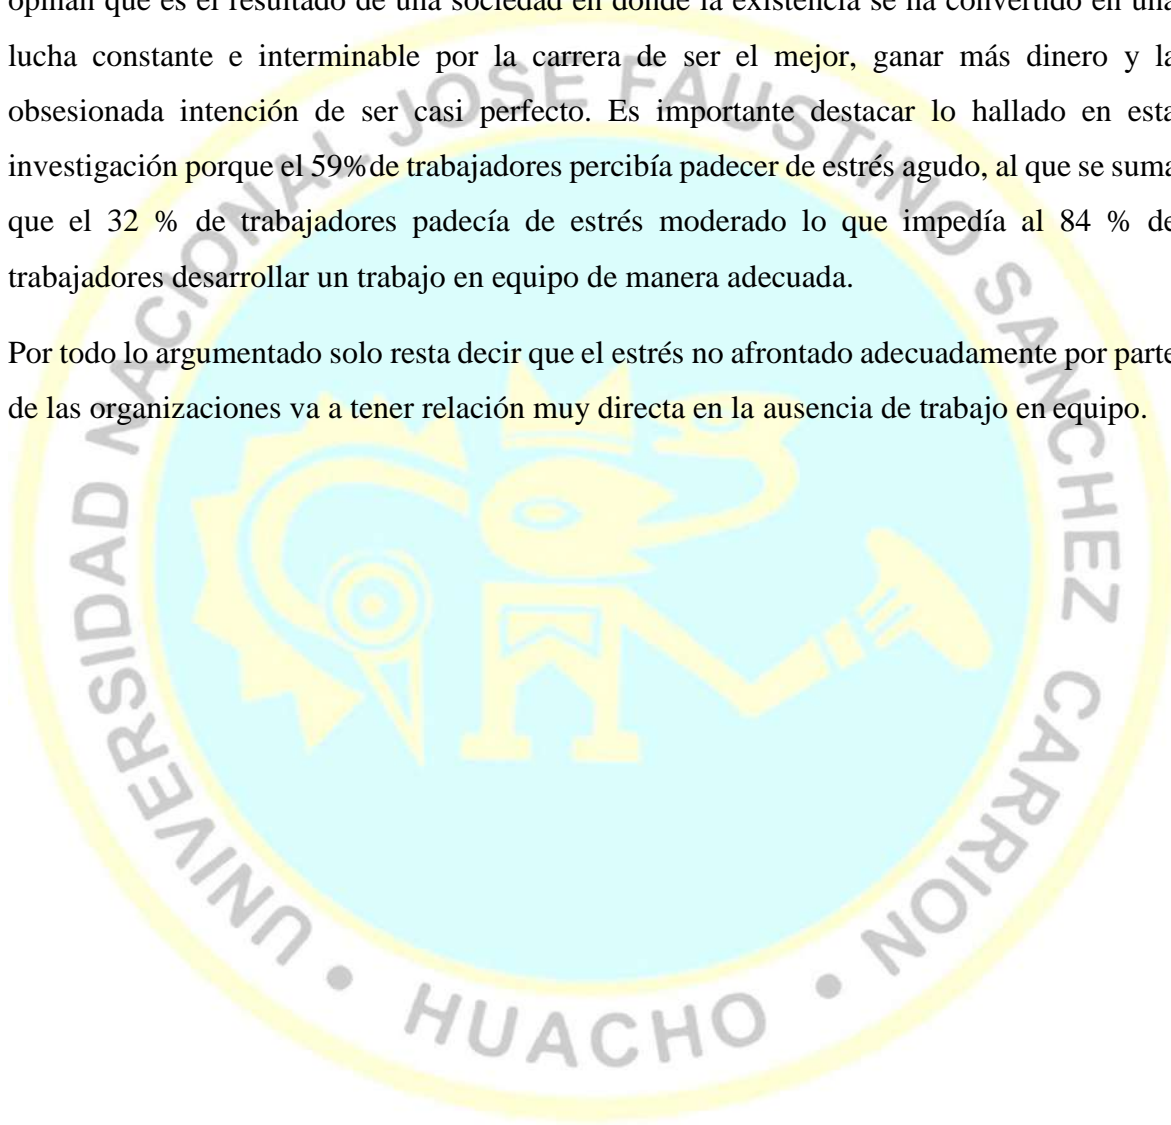 opinan que es el resultado de una sociedad en donde la existencia se ha convertido en una
lucha constante e interminable por la carrera de ser el mejor, ganar más dinero y la
obsesionada intención de ser casi perfecto. Es importante destacar lo hallado en esta
investigación porque el 59% de trabajadores percibía padecer de estrés agudo, al que se suma
que el 32 % de trabajadores padecía de estrés moderado lo que impedía al 84 % de
trabajadores desarrollar un trabajo en equipo de manera adecuada.
Por todo lo argumentado solo resta decir que el estrés no afrontado adecuadamente por parte
de las organizaciones va a tener relación muy directa en la ausencia de trabajo en equipo.
UNIVERSIDAD NACIONAL JOSE FAUSTINO SANCHEZ CARRION
• HUACHO •